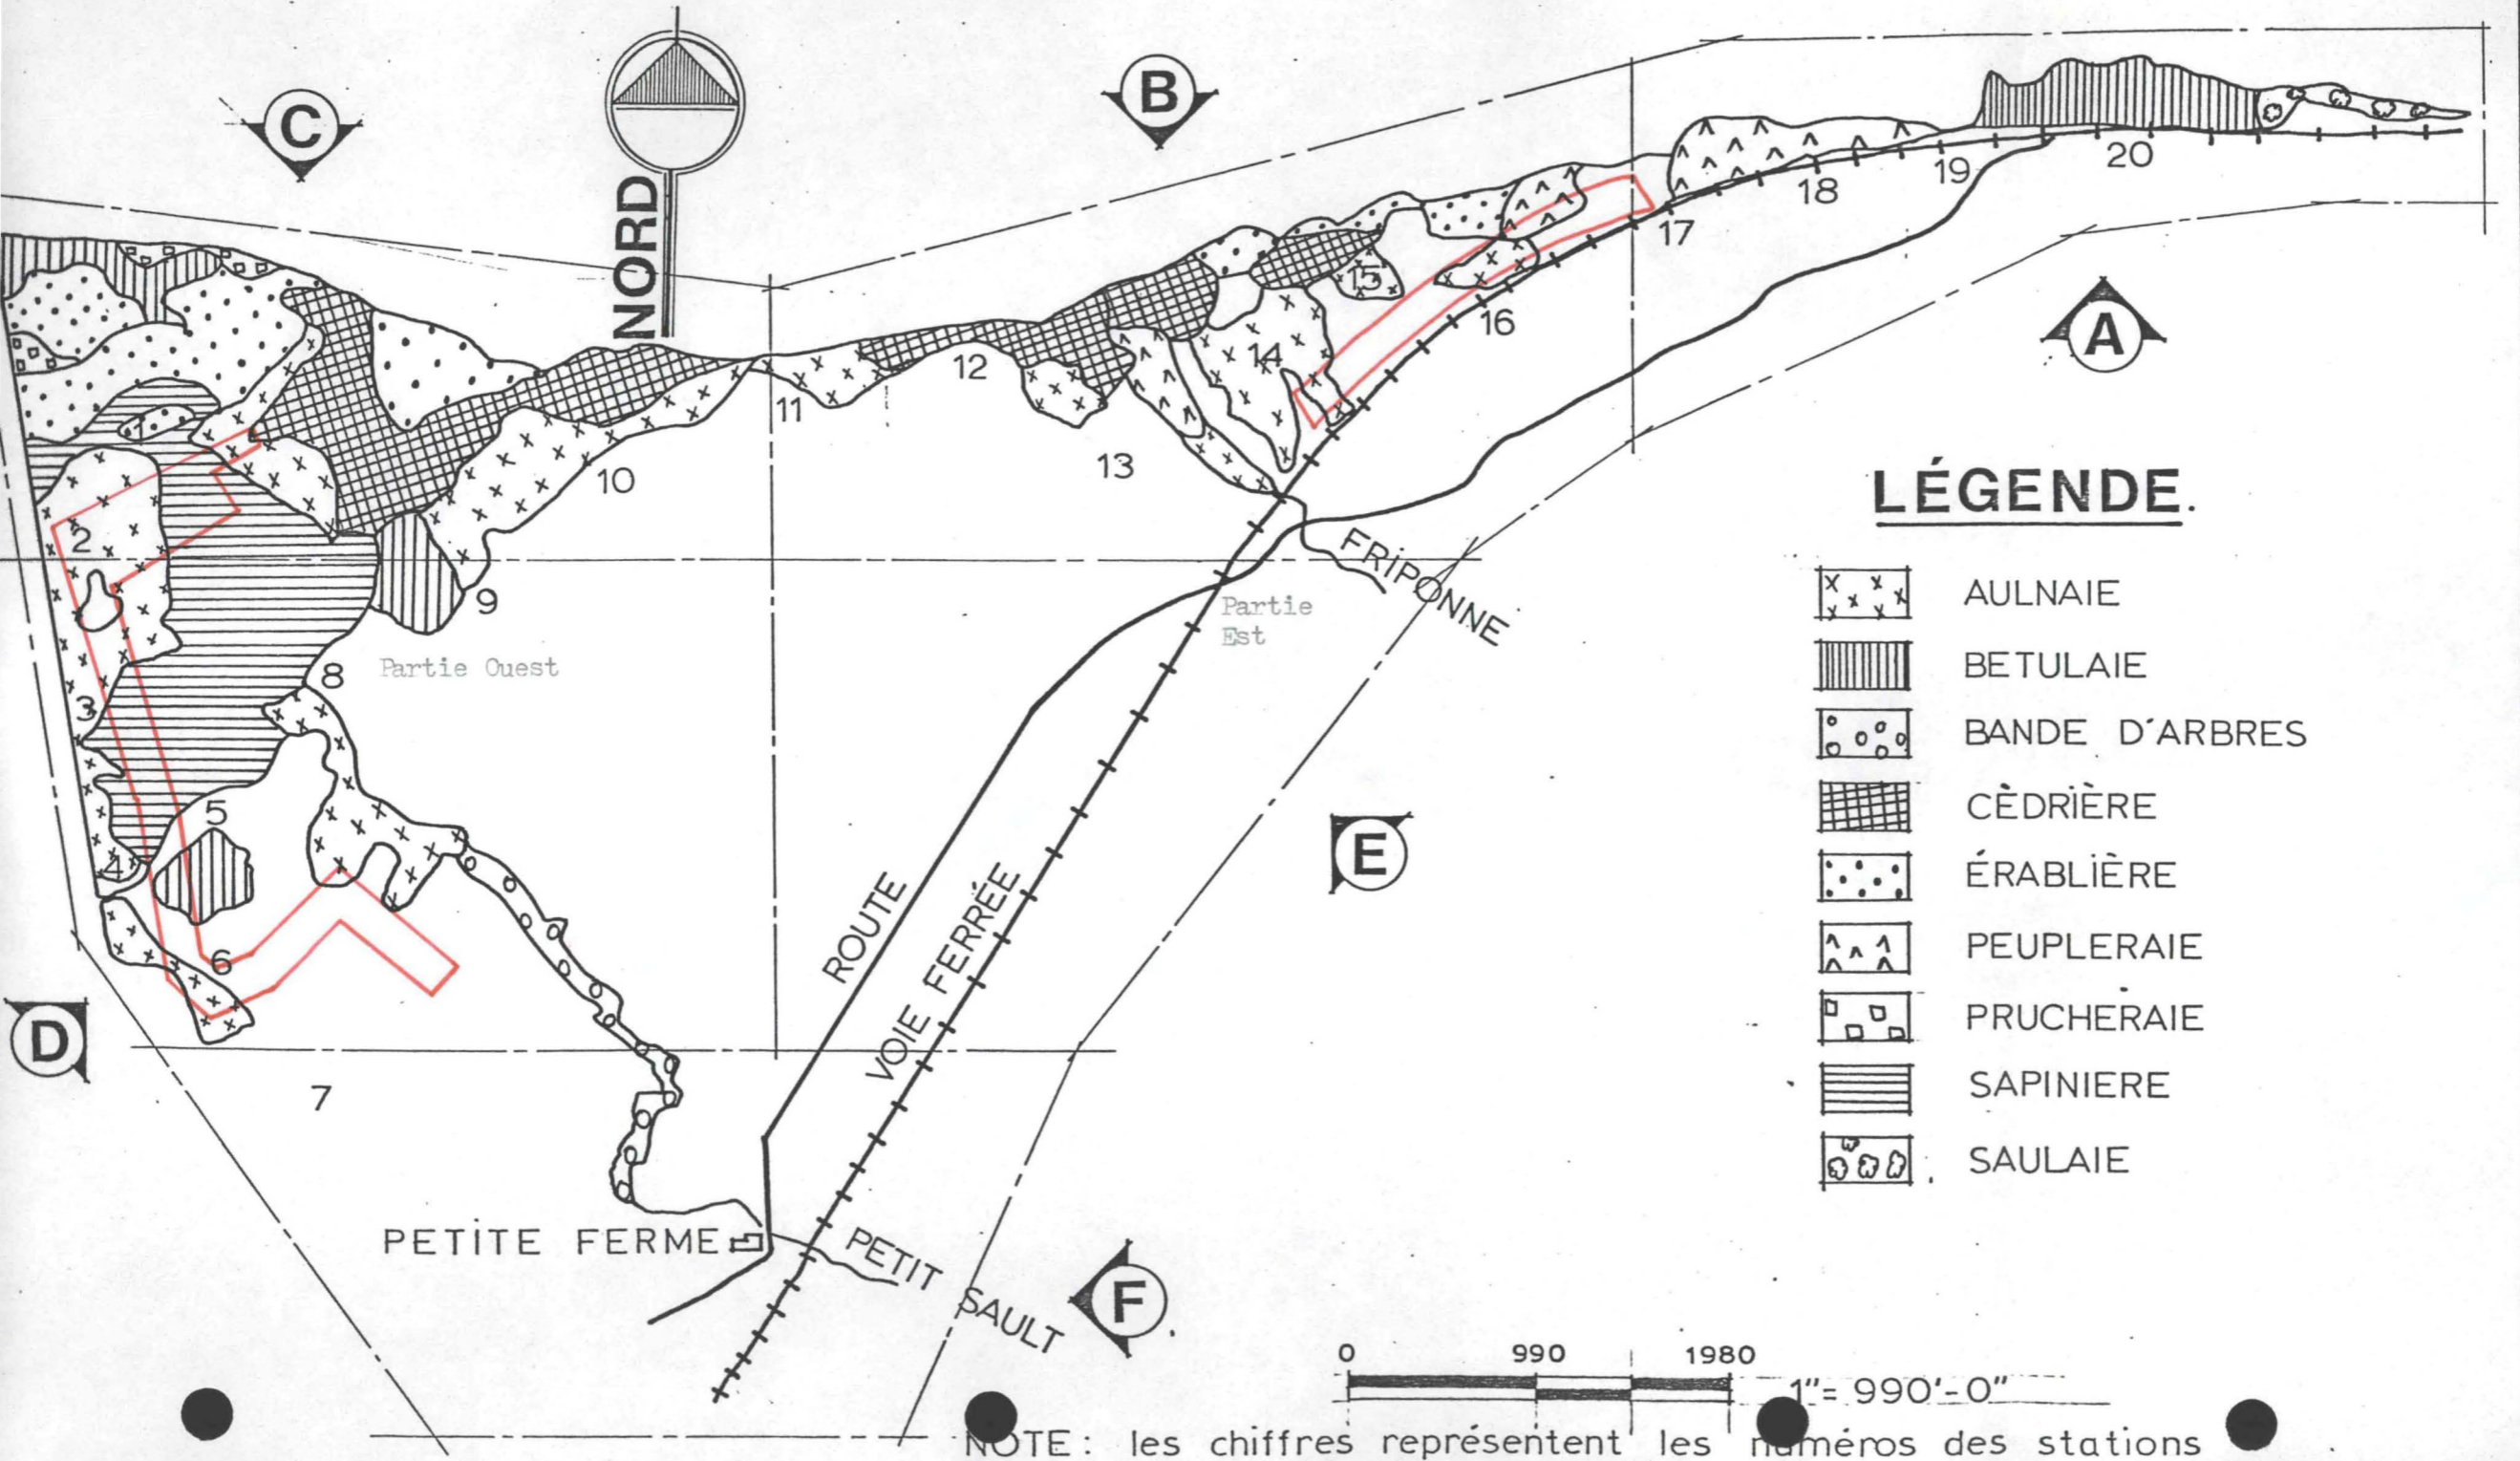 C
B
NORD
20
19
18
17
15
16
A
14
12
11
13
1
10
LÉGENDE.
2
FRIPONNE
9
Partie
Est
AULNAIE
Partie Ouest
8
BETULAIE
3
BANDE D'ARBRES
5
CÈDRIÈRE
4
E
ÉRABLIÈRE
ROUTE
VOIE FERRÉE
PEUPLERAIE
6
PRUCHERAIE
D
7
SAPINIERE
SAULAIE
PETITE FERME
PETIT SAULT
F
0 990 1980
1"= 990'-0"
NOTE: les chiffres représentent les numéros des stations